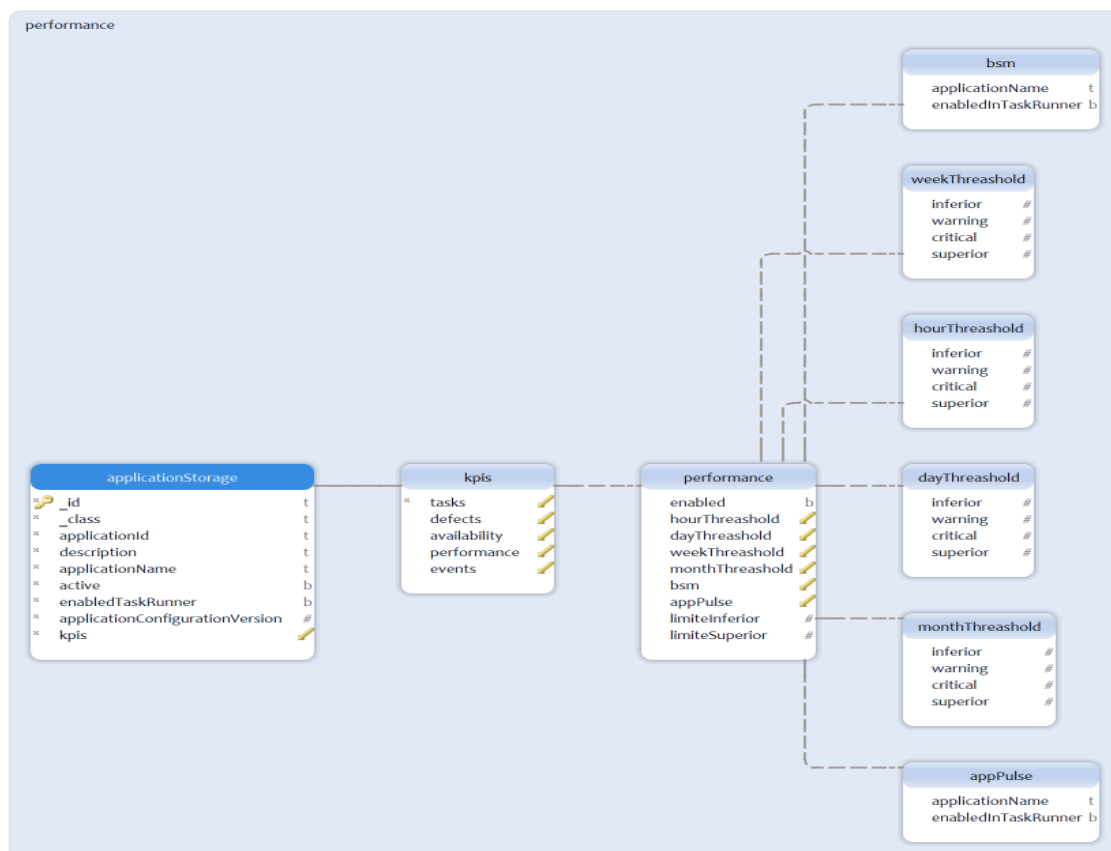 performance
bsm
applicationName t
enabledInTaskRunner b
weekThreashold
inferior #
warning #
critical #
superior #
hourThreashold
inferior #
warning #
critical #
superior #
applicationStorage
_id t
_class t
applicationId t
description t
applicationName t
active b
enabledTaskRunner b
applicationConfigurationVersion #
kpis
kpis
tasks
defects
availability
performance
events
performance
enabled b
hourThreashold
dayThreashold
weekThreashold
monthThreashold
bsm
appPulse
limiteInferior #
limiteSuperior #
dayThreashold
inferior #
warning #
critical #
superior #
monthThreashold
inferior #
warning #
critical #
superior #
appPulse
applicationName t
enabledInTaskRunner b